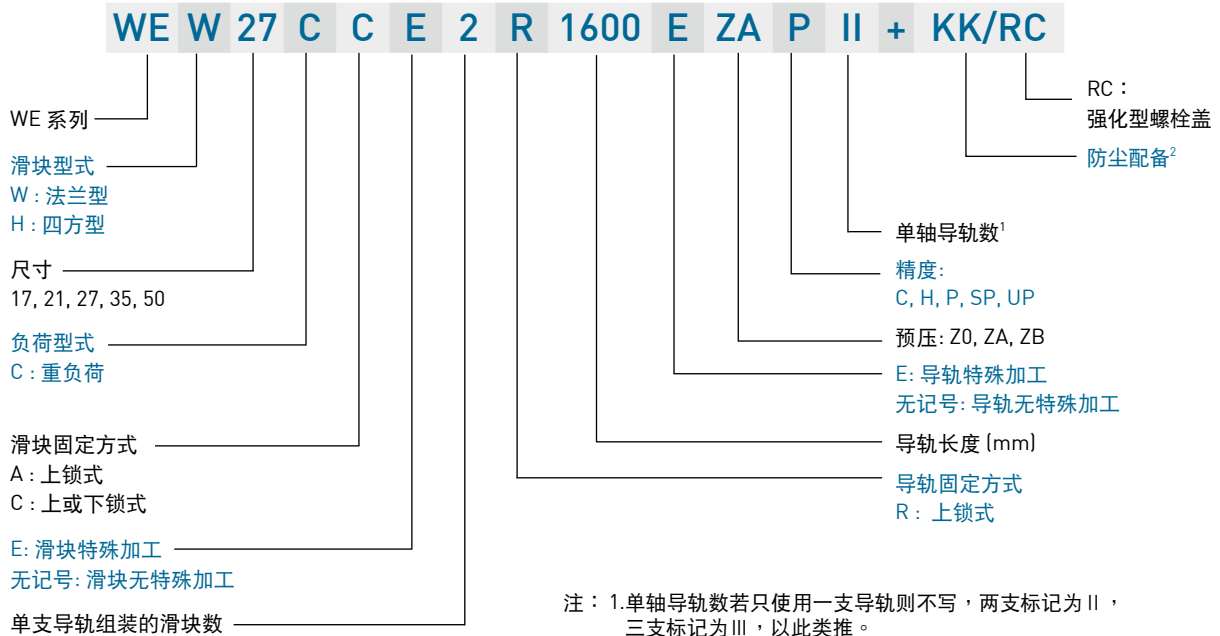 WE W 27 C C E 2 R 1600 E ZA P II + KK/RC
WE 系列
滑块型式
W : 法兰型
H : 四方型
尺寸
17, 21, 27, 35, 50
负荷型式
C : 重负荷
滑块固定方式
A : 上锁式
C : 上或下锁式
E: 滑块特殊加工
无记号: 滑块无特殊加工
单支导轨组装的滑块数
RC：
强化型螺栓盖
防尘配备²
单轴导轨数¹
精度:
C, H, P, SP, UP
预压: Z0, ZA, ZB
E: 导轨特殊加工
无记号: 导轨无特殊加工
导轨长度 (mm)
导轨固定方式
R : 上锁式
注： 1.单轴导轨数若只使用一支导轨则不写，两支标记为Ⅱ，
三支标记为Ⅲ，以此类推。